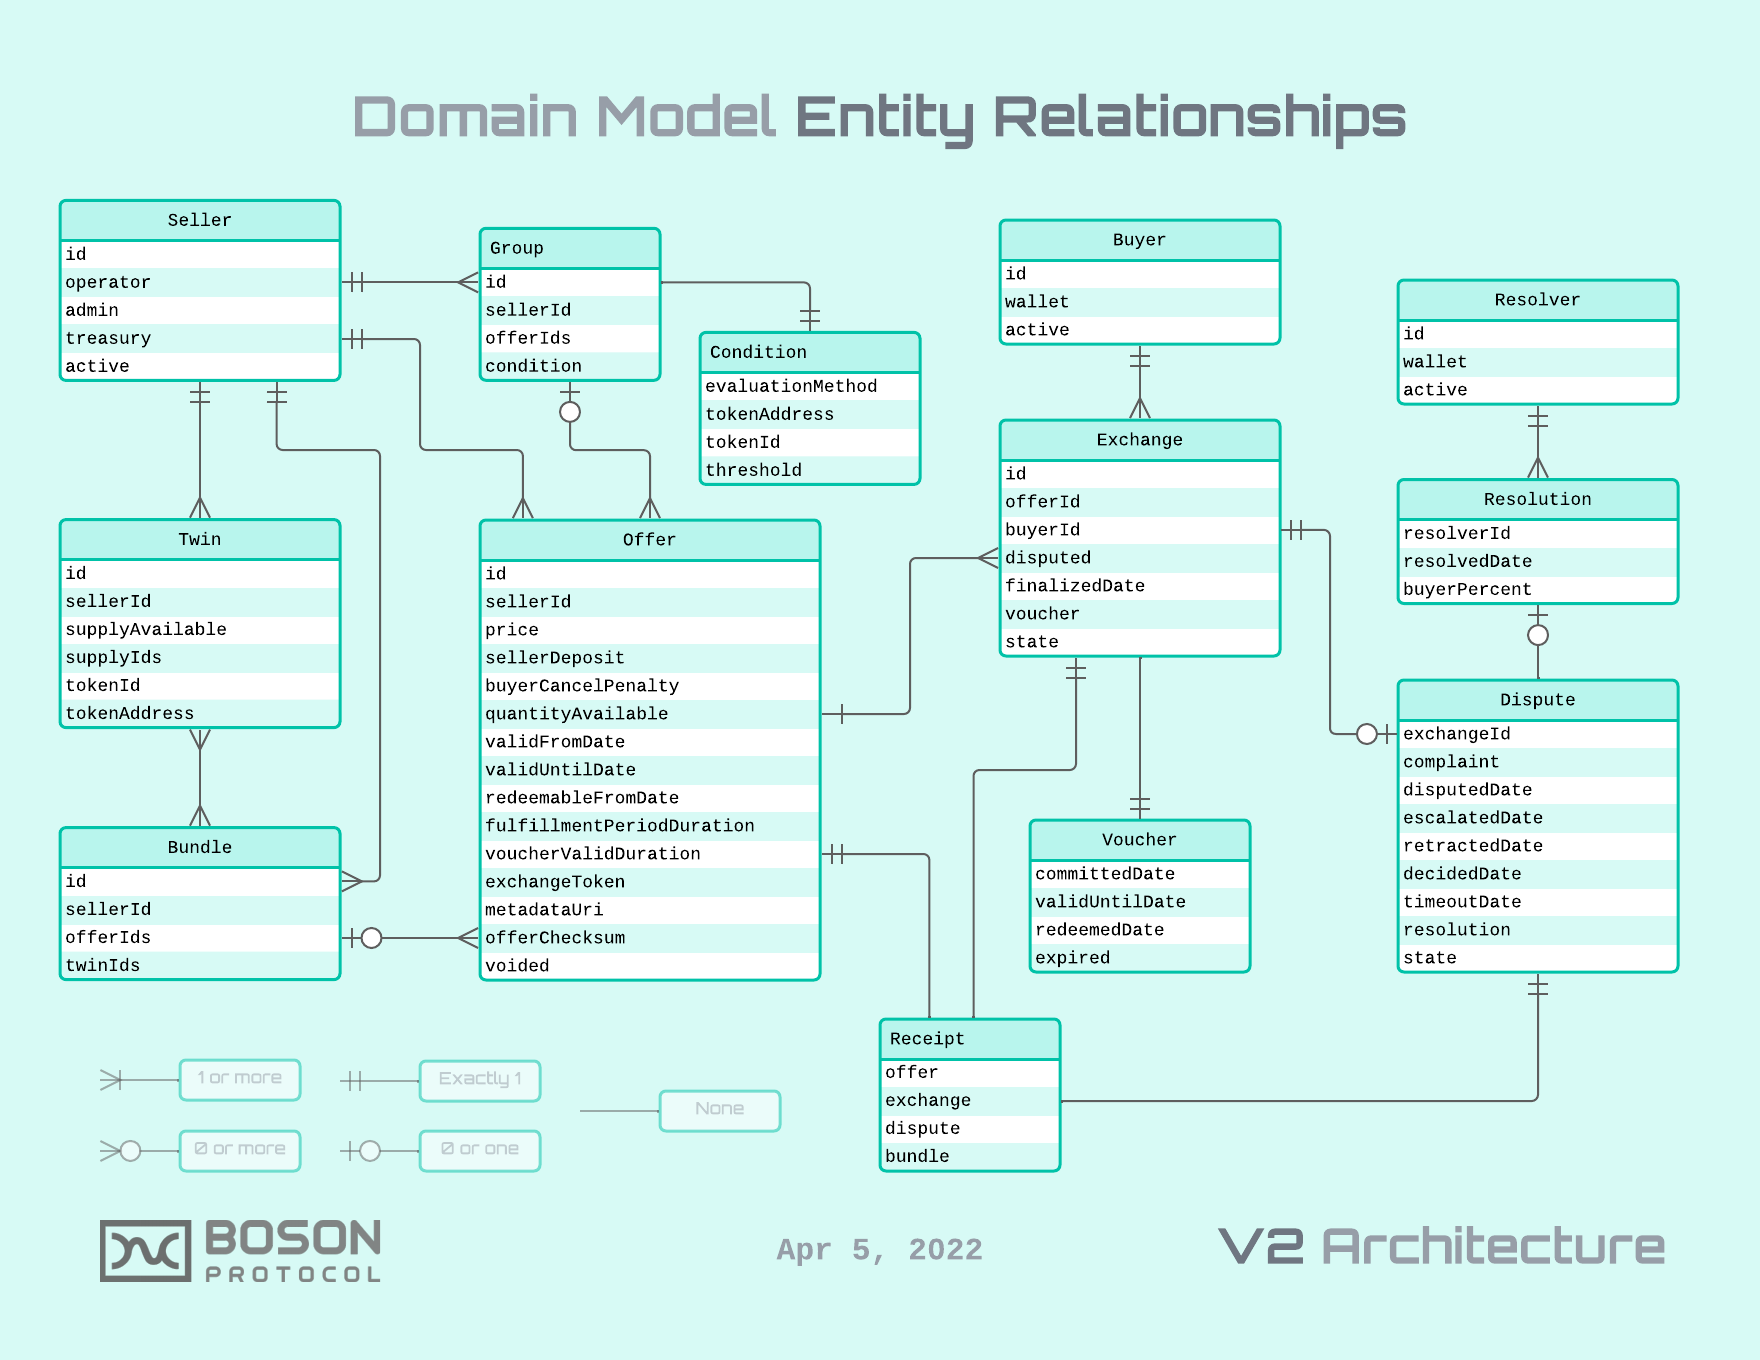 Domain Model Entity Relationships
Seller
id
operator
admin
treasury
active
Group
id
sellerId
offerIds
condition
Condition
evaluationMethod
tokenAddress
tokenId
threshold
Buyer
id
wallet
active
Resolver
id
wallet
active
Exchange
id
offerId
buyerId
disputed
finalizedDate
voucher
state
Resolution
resolverId
resolvedDate
buyerPercent
Twin
id
sellerId
supplyAvailable
supplyIds
tokenId
tokenAddress
Offer
id
sellerId
price
sellerDeposit
buyerCancelPenalty
quantityAvailable
validFromDate
validUntilDate
redeemableFromDate
fulfillmentPeriodDuration
voucherValidDuration
exchangeToken
metadataUri
offerChecksum
voided
Dispute
exchangeId
complaint
disputedDate
escalatedDate
retractedDate
decidedDate
timeoutDate
resolution
state
Bundle
id
sellerId
offerIds
twinIds
Voucher
committedDate
validUntilDate
redeemedDate
expired
Receipt
offer
exchange
dispute
bundle
1 or more
Exactly 1
None
0 or more
0 or one
BOSON
PROTOCOL
Apr 5, 2022
V2 Architecture